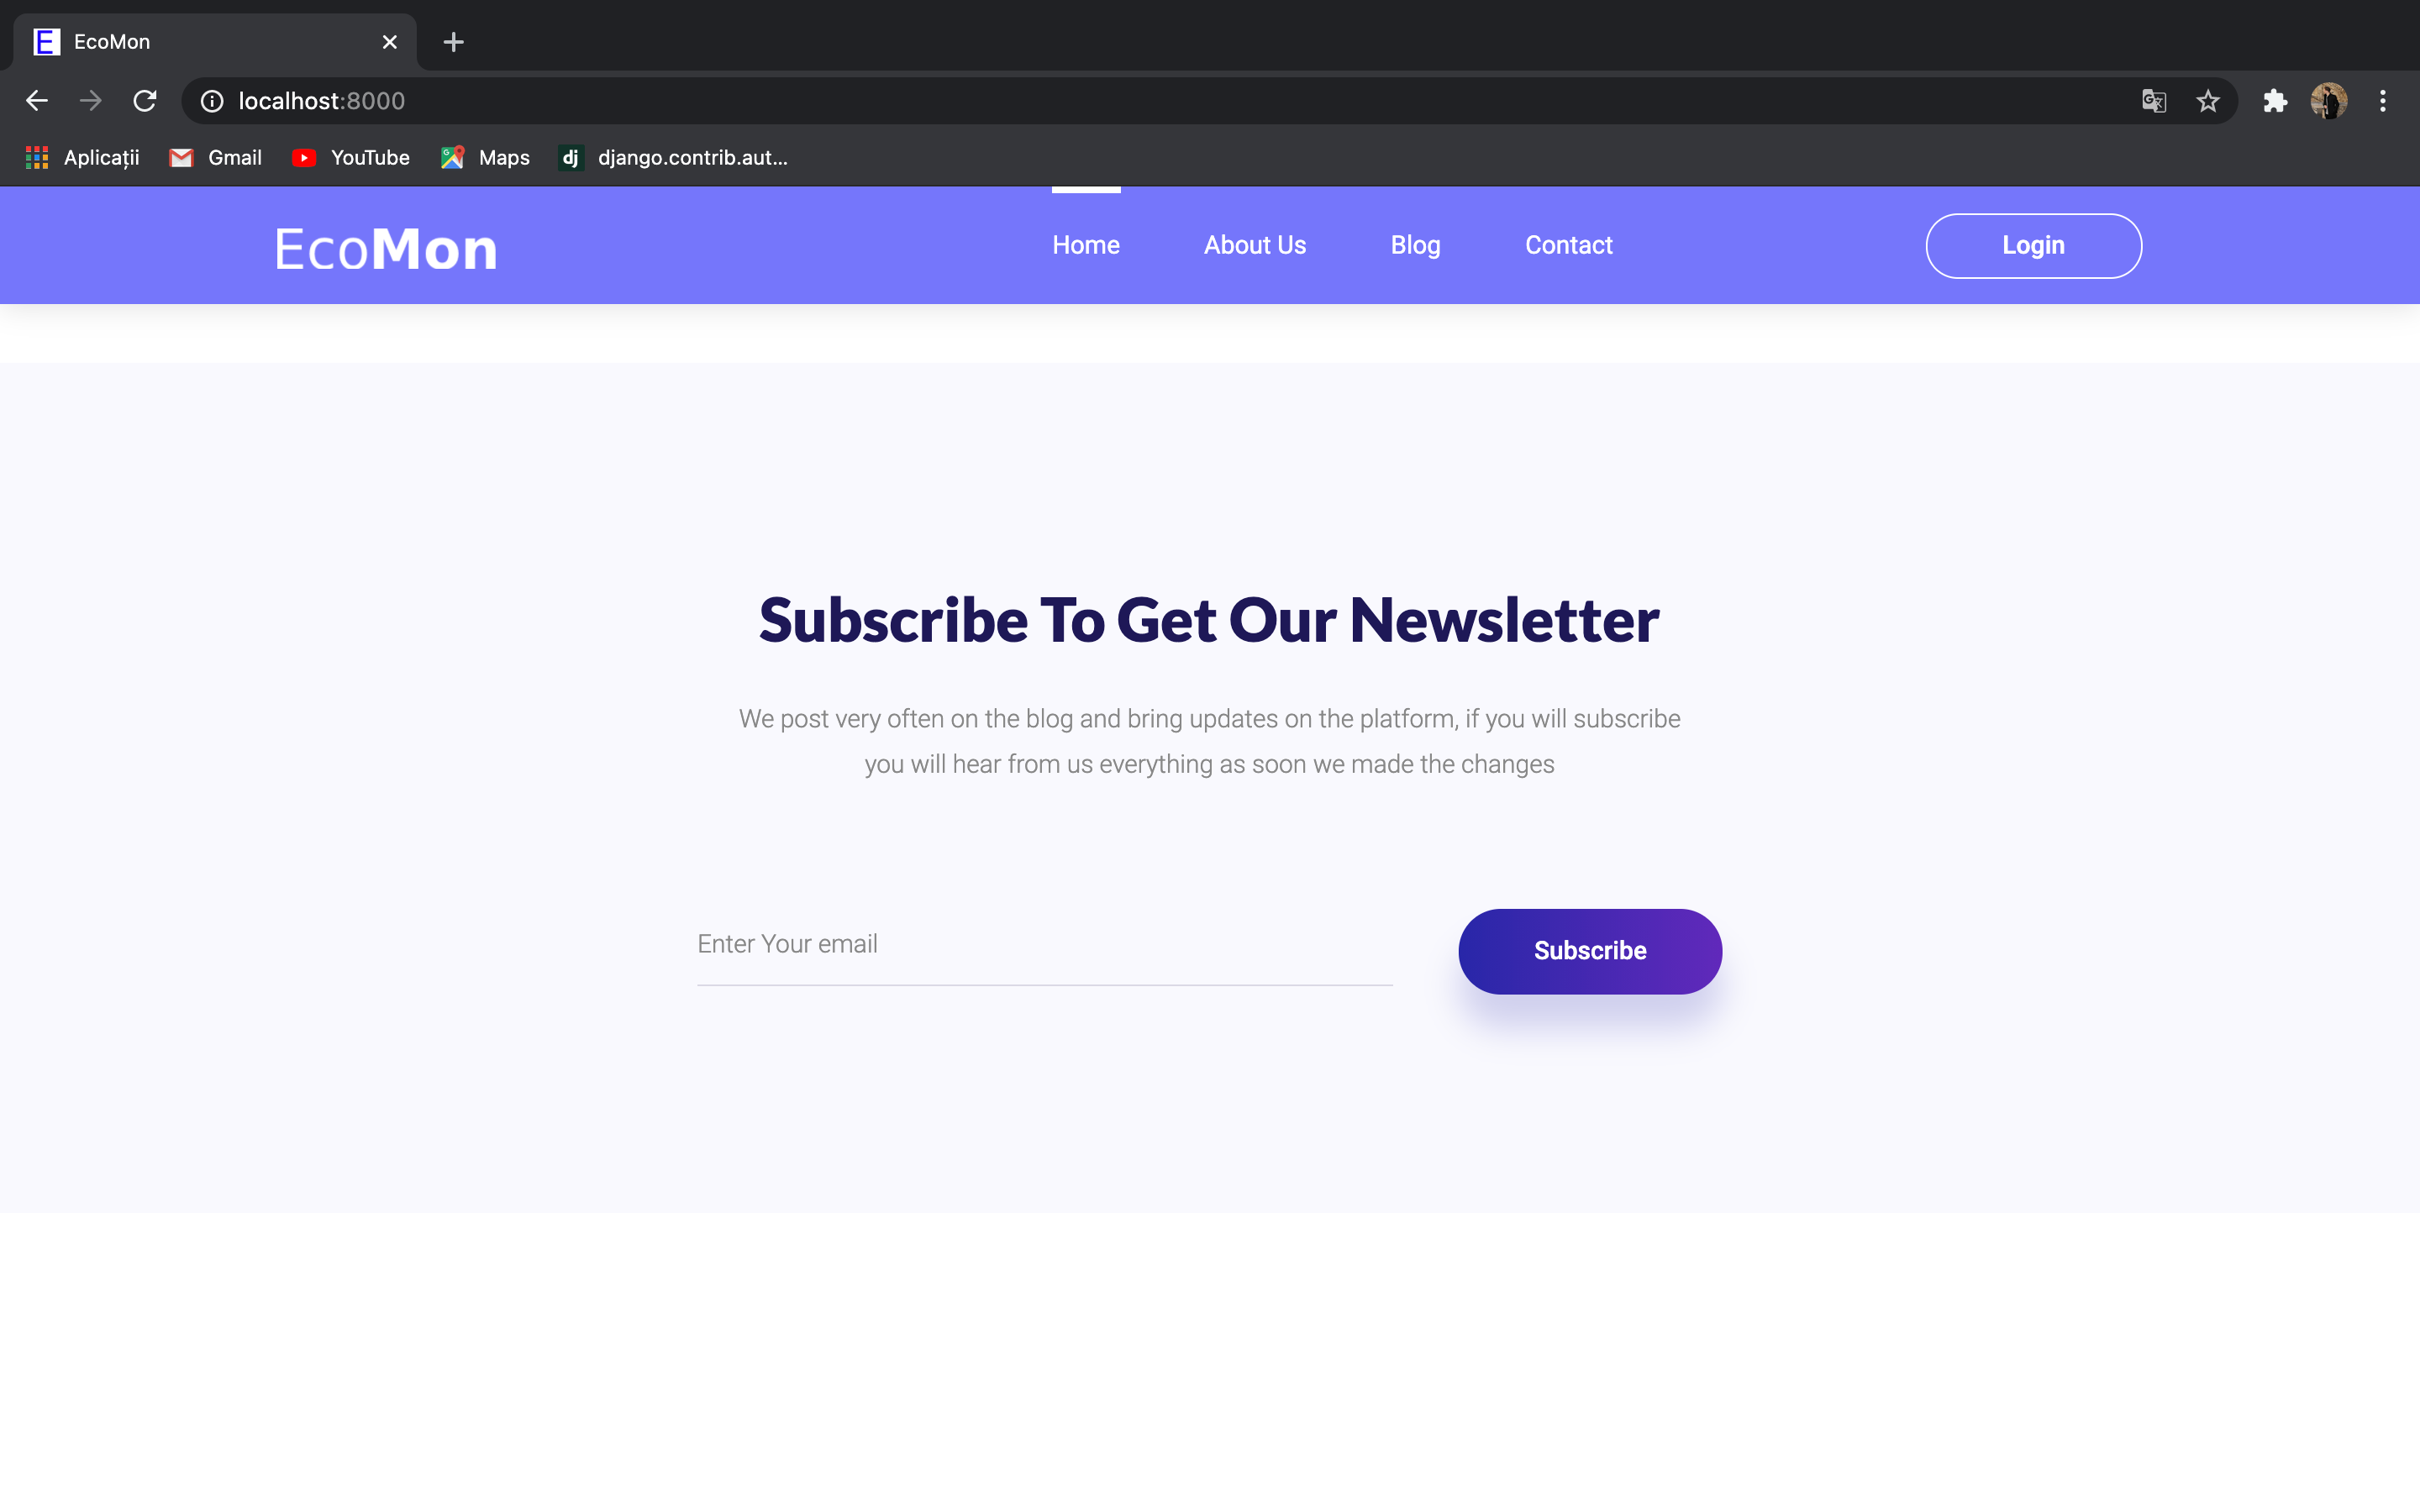 E EcoMon
localhost:8000
Aplicații Gmail YouTube Maps dj django.contrib.aut...
EcoMon Home About Us Blog Contact Login
Subscribe To Get Our Newsletter
We post very often on the blog and bring updates on the platform, if you will subscribe
you will hear from us everything as soon we made the changes
Enter Your email Subscribe